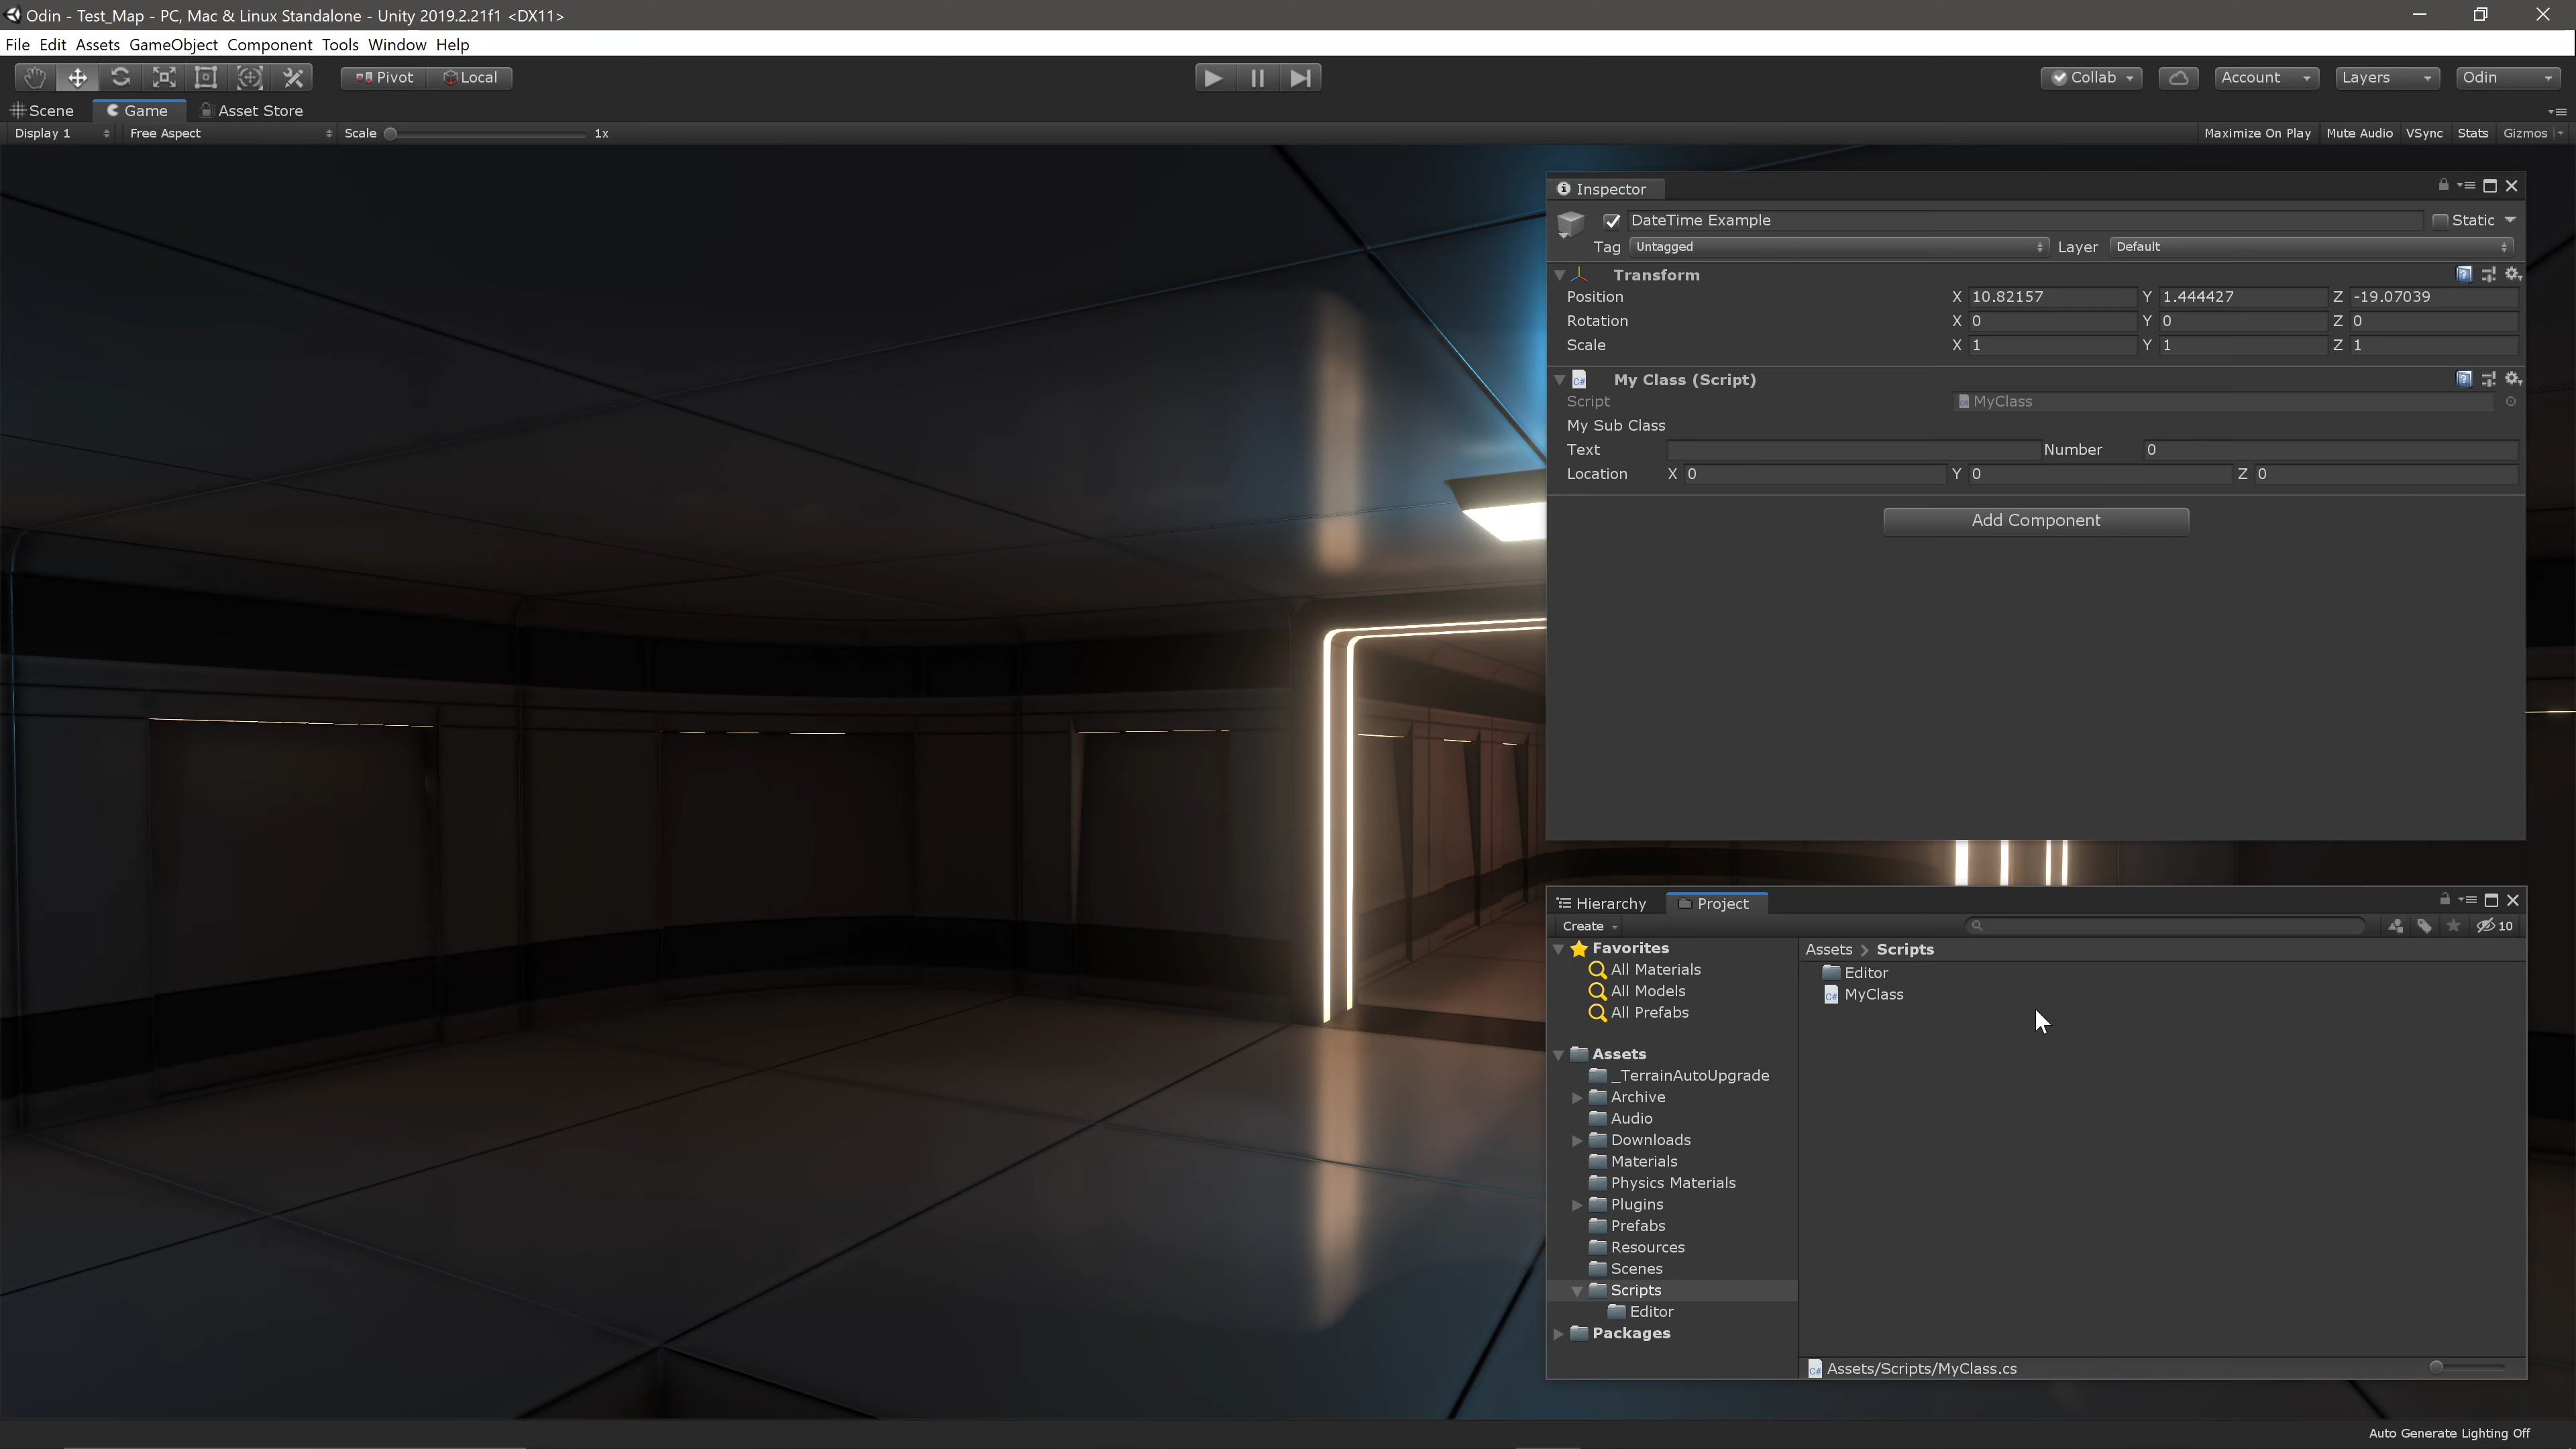 Odin - Test_Map - PC, Mac & Linux Standalone - Unity 2019.2.21f1 <DX11>
File Edit Assets GameObject Component Tools Window Help
Pivot Local Collab Account Layers Odin
Scene Game Asset Store
Display 1 Free Aspect Scale 1x Maximize On Play Mute Audio VSync Stats Gizmos
Inspector
DateTime Example Static
Tag Untagged Layer Default
Transform
Position X 10.82157 Y 1.444427 Z -19.07039
Rotation X 0 Y 0 Z 0
Scale X 1 Y 1 Z 1
C# My Class (Script)
Script MyClass
My Sub Class
Text Number 0
Location X 0 Y 0 Z 0
Add Component
Hierarchy Project
Create 10
Favorites
All Materials
All Models
All Prefabs
Assets
_TerrainAutoUpgrade
Archive
Audio
Downloads
Materials
Physics Materials
Plugins
Prefabs
Resources
Scenes
Scripts
Editor
Packages
Assets > Scripts
Editor
C# MyClass
C# Assets/Scripts/MyClass.cs
Auto Generate Lighting Off